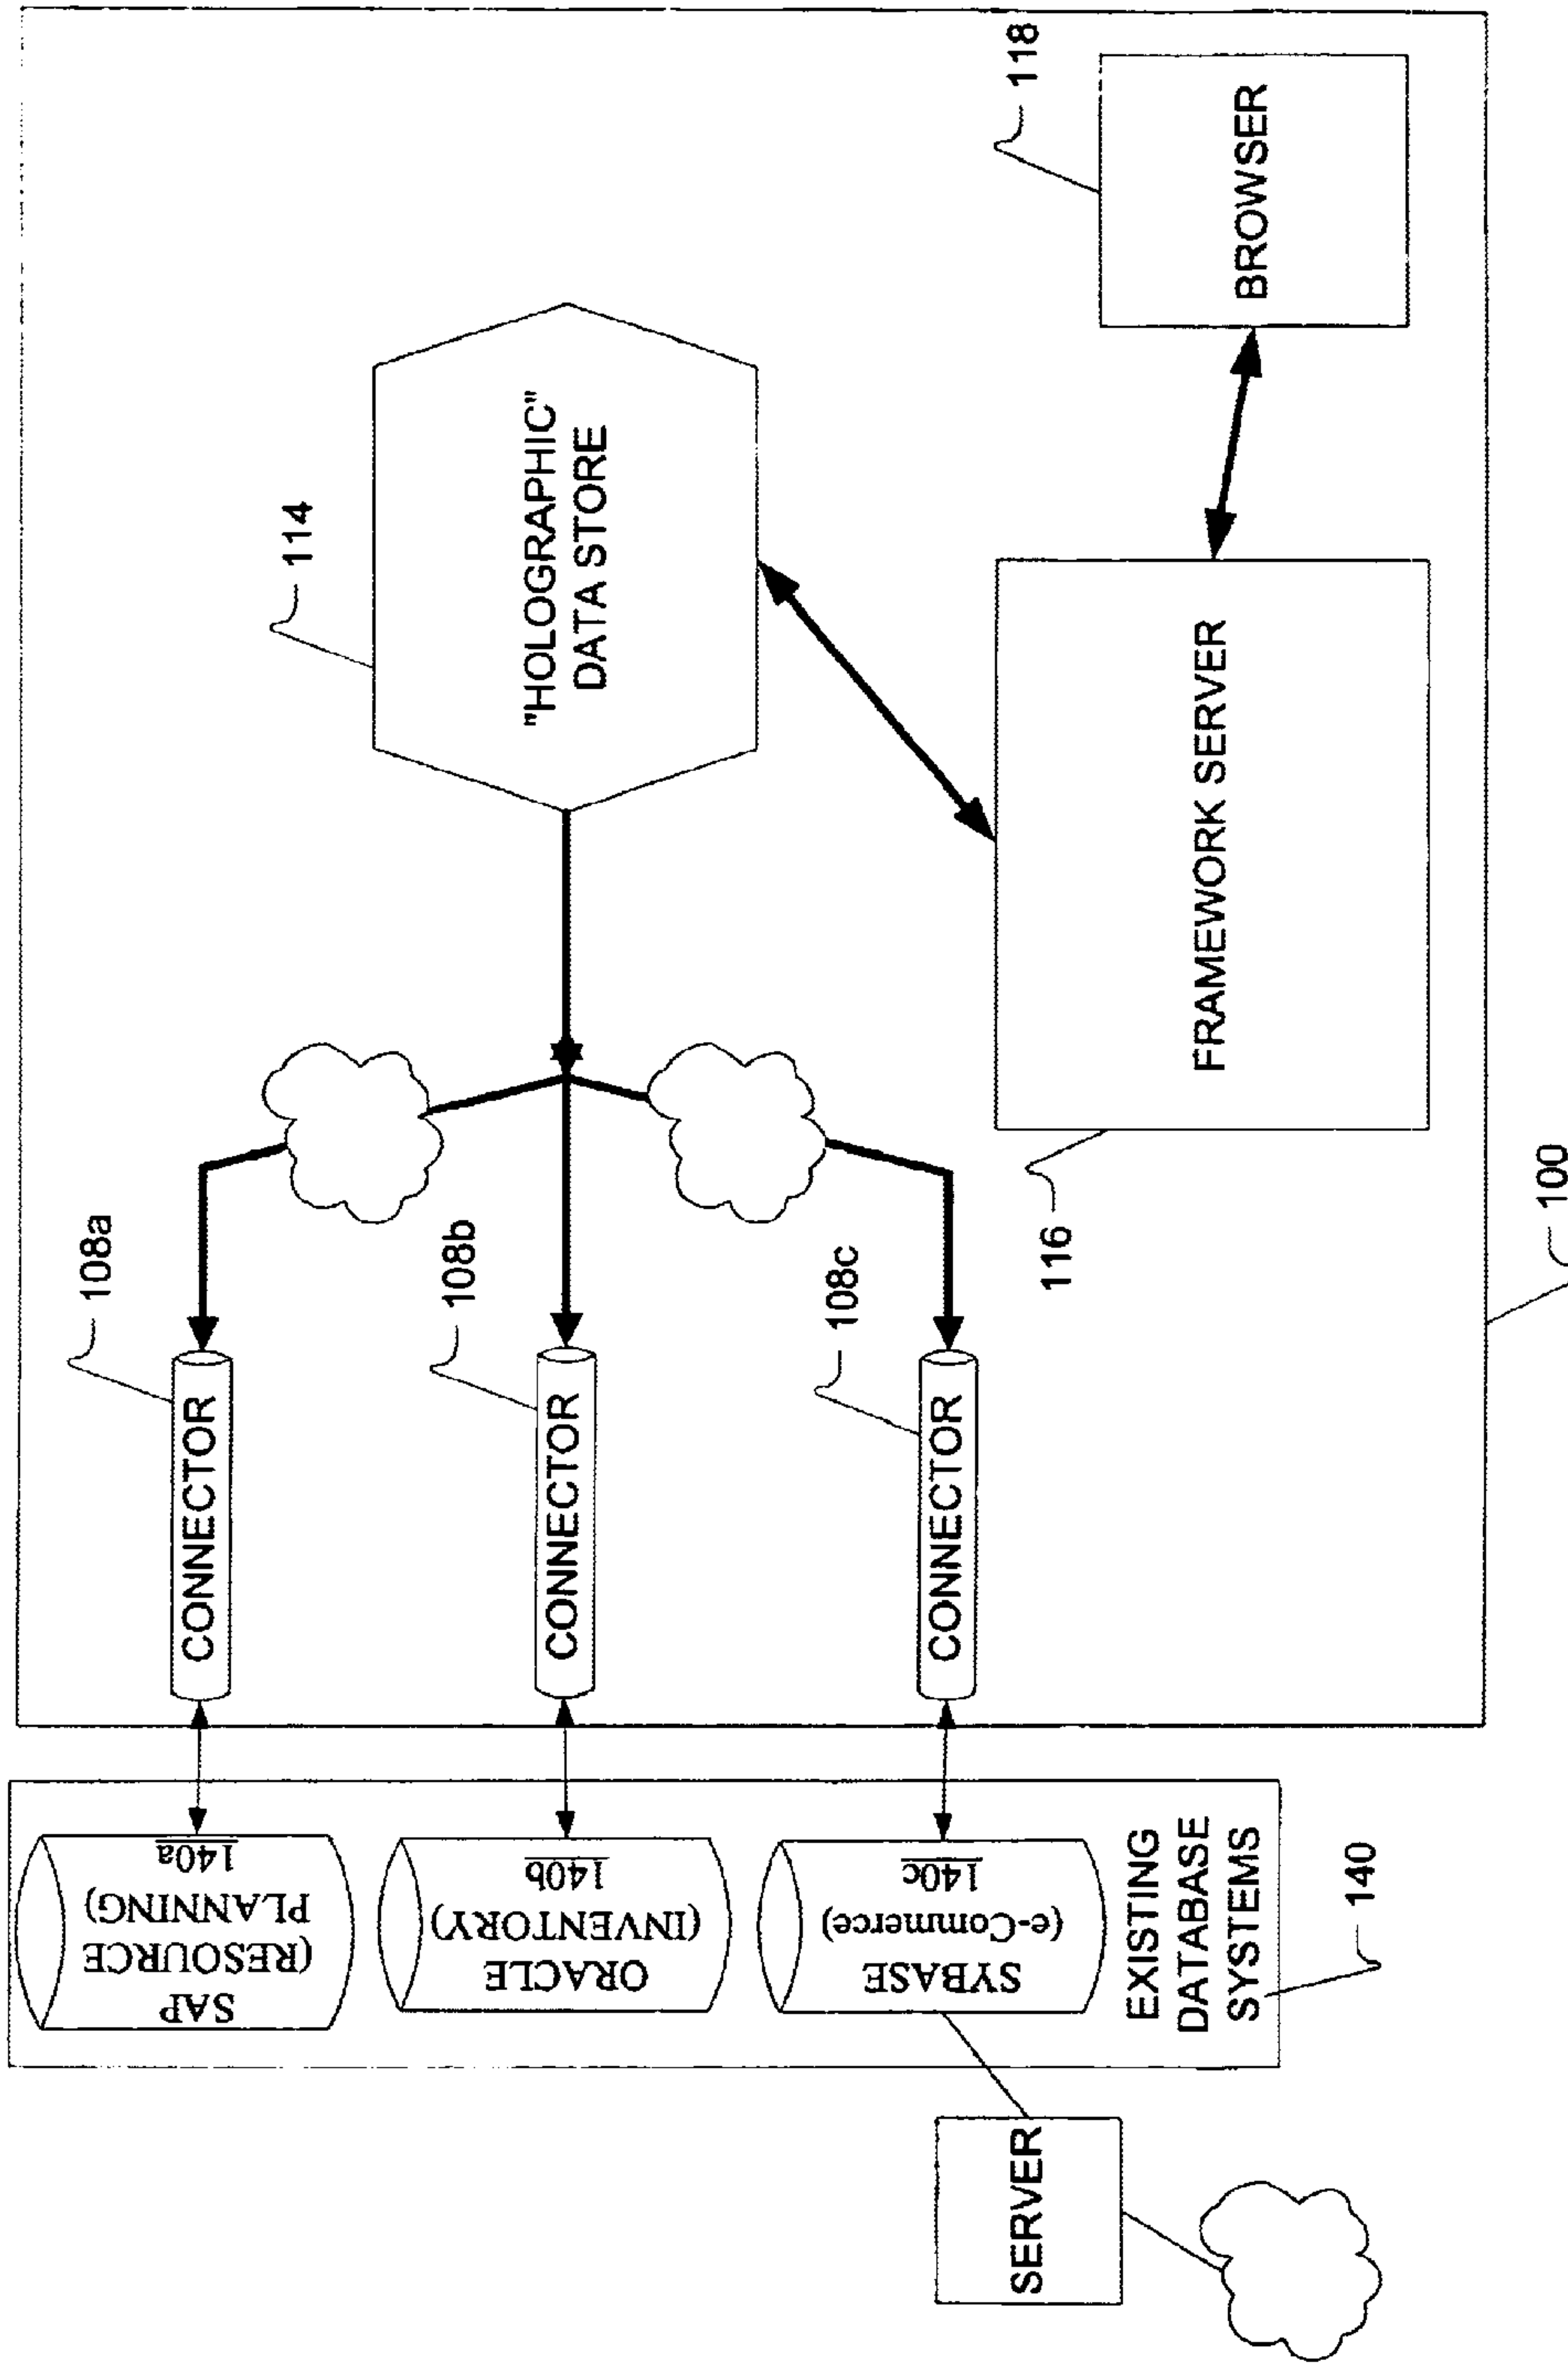 SAP
(RESOURCE
PLANNING)
140a
ORACLE
(INVENTORY)
140b
SYBASE
(e-Commerce)
140c
EXISTING
DATABASE
SYSTEMS
140
SERVER
CONNECTOR
108a
CONNECTOR
108b
CONNECTOR
108c
"HOLOGRAPHIC"
DATA STORE
114
FRAMEWORK SERVER
116
BROWSER
118
100